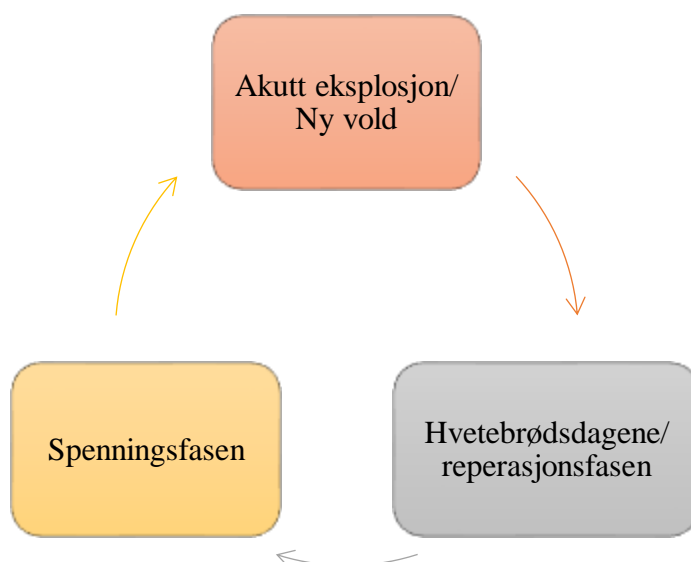 Akutt eksplosjon/
Ny vold
Spenningsfasen
Hvetebrødsdagene/
reperasjonsfasen